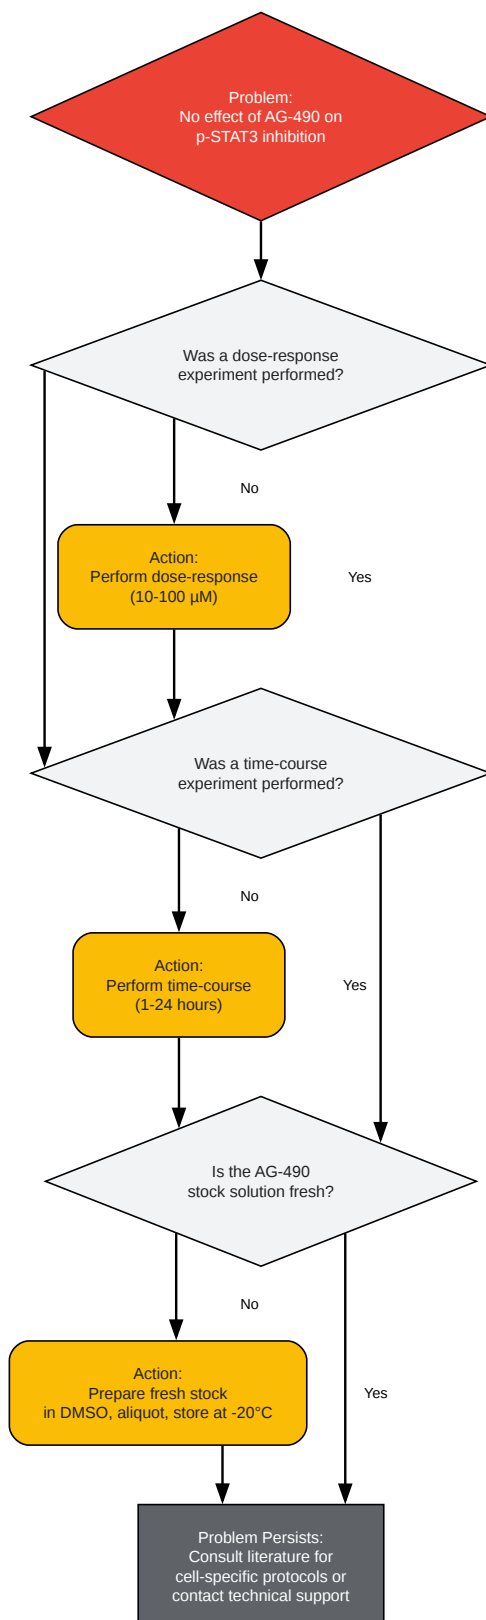 Problem:
No effect of AG-490 on
p-STAT3 inhibition
Was a dose-response
experiment performed?
No
Action:
Perform dose-response
(10-100 µM)
Yes
Was a time-course
experiment performed?
No
Action:
Perform time-course
(1-24 hours)
Yes
Is the AG-490
stock solution fresh?
No
Action:
Prepare fresh stock
in DMSO, aliquot, store at -20°C
Yes
Problem Persists:
Consult literature for
cell-specific protocols or
contact technical support